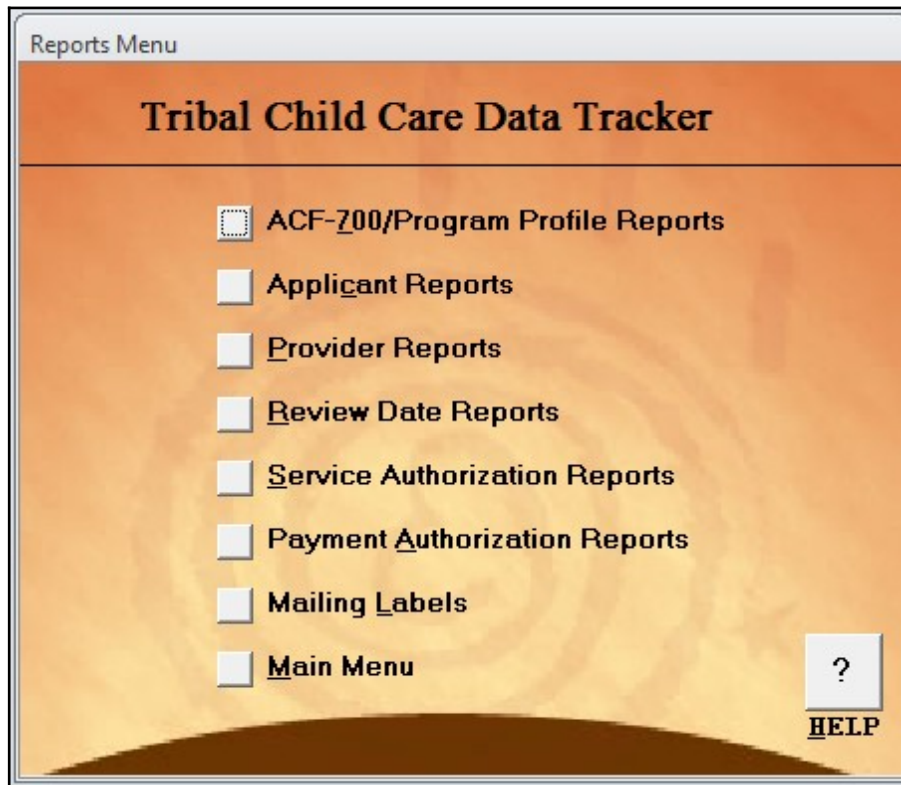 Reports Menu
Tribal Child Care Data Tracker
ACF-700/Program Profile Reports
Applicant Reports
Provider Reports
Review Date Reports
Service Authorization Reports
Payment Authorization Reports
Mailing Labels
Main Menu
?
HELP